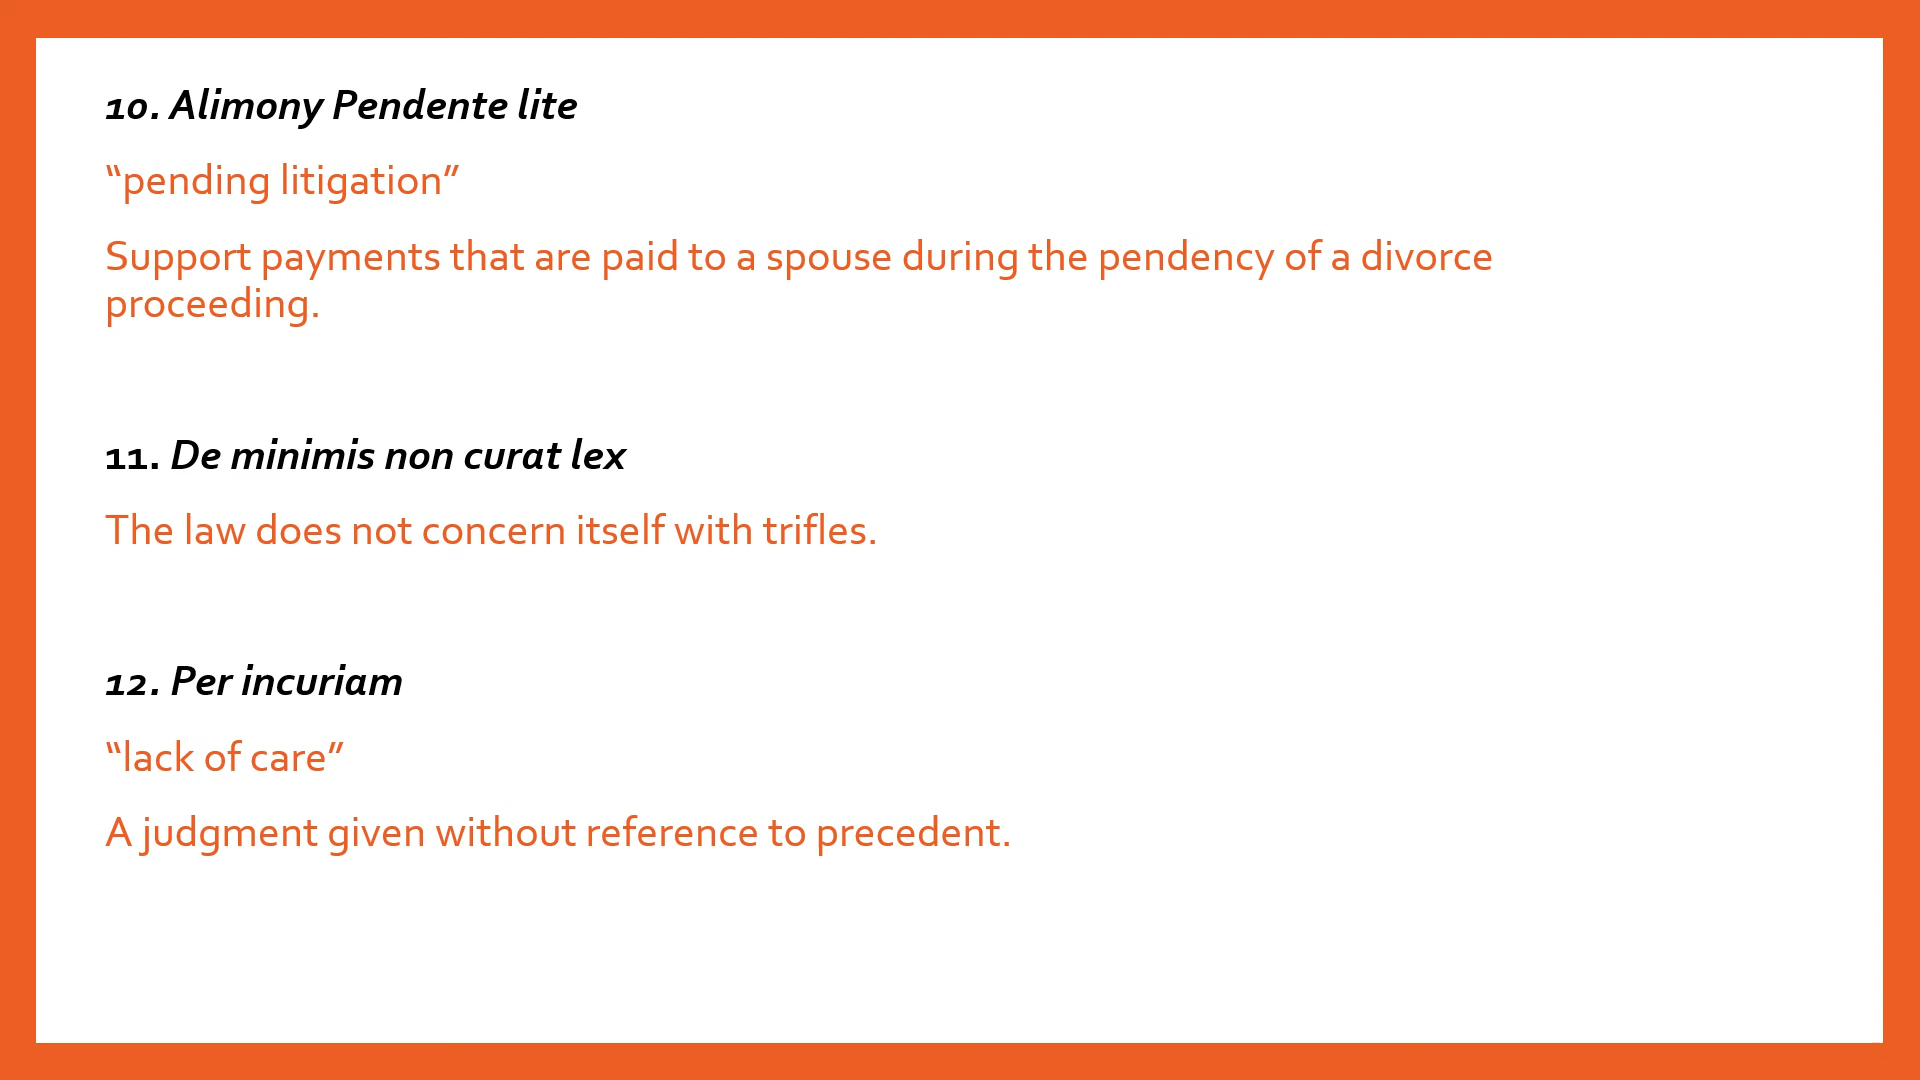 10. Alimony Pendente lite
“pending litigation”
Support payments that are paid to a spouse during the pendency of a divorce
proceeding.
11. De minimis non curat lex
The law does not concern itself with trifles.
12. Per incuriam
“lack of care”
A judgment given without reference to precedent.